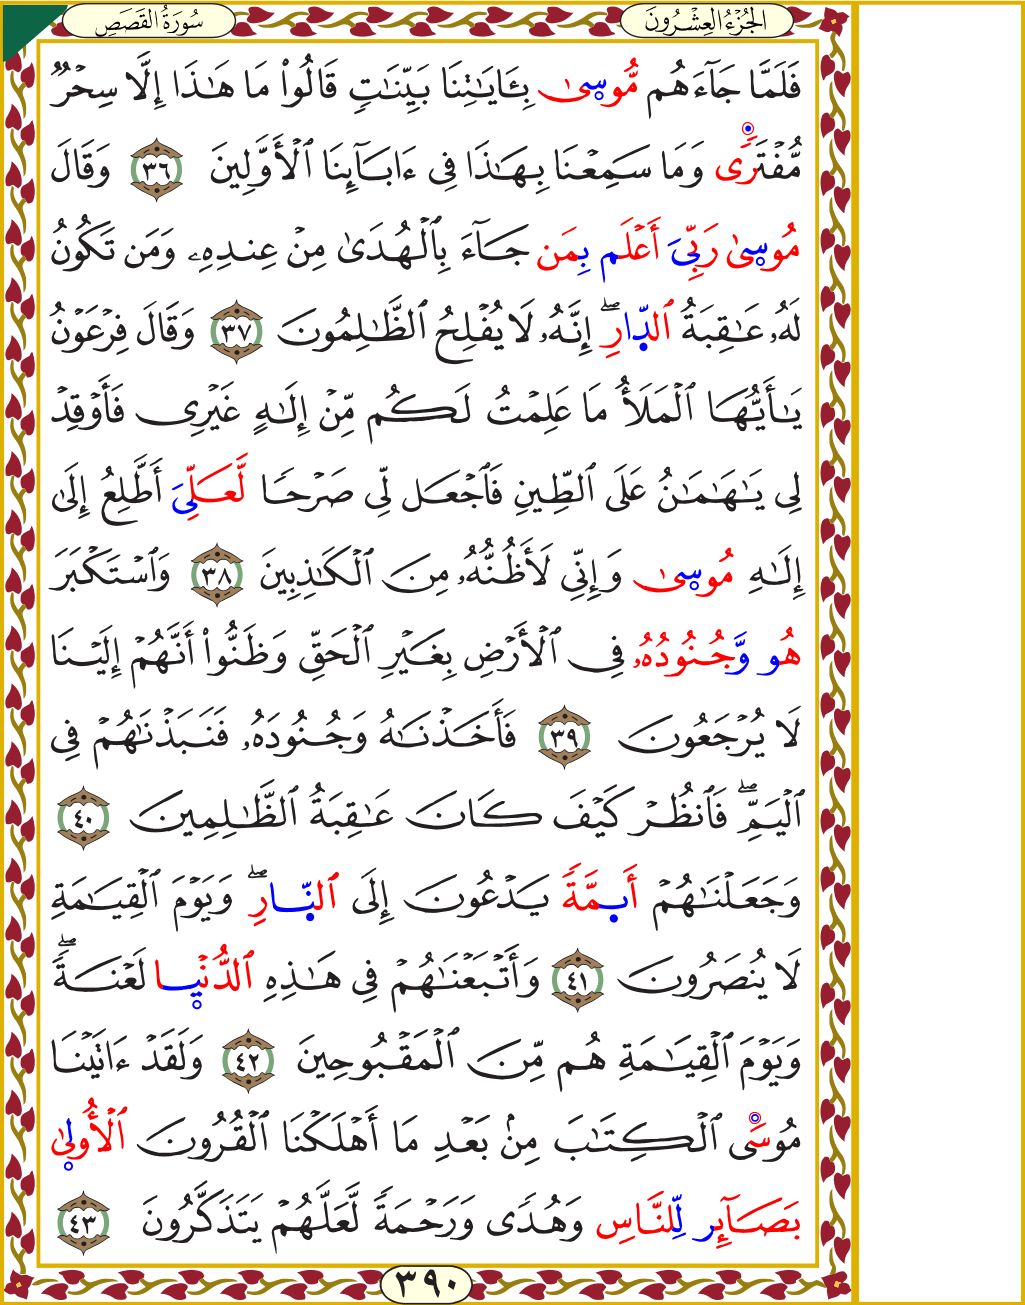 الجُزْءُ العِشْرُونَ
سُورَةُ القَصَصِ
فَلَمَّا جَآءَهُم مُّوسِىٰ بِـَٔايَـٰتِنَا بَيِّنَـٰتٍ قَالُوا۟ مَا هَـٰذَا إِلَّا سِحْرٌ
مُّفْتَرًى وَمَا سَمِعْنَا بِهَـٰذَا فِى ءَابَآئِنَا ٱلْأَوَّلِينَ ٣٦ وَقَالَ
مُوسِىٰ رَبِّىَ أَعْلَم بِمَن جَآءَ بِٱلْهُدَىٰ مِنْ عِندِهِۦ وَمَن تَكُونُ
لَهُۥ عَـٰقِبَةُ ٱلدَّارِۖ إِنَّهُۥ لَا يُفْلِحُ ٱلظَّـٰلِمُونَ ٣٧ وَقَالَ فِرْعَوْنُ
يَـٰٓأَيُّهَا ٱلْمَلَأُ مَا عَلِمْتُ لَكُم مِّنْ إِلَـٰهٍ غَيْرِى فَأَوْقِدْ
لِى يَـٰهَـٰمَـٰنُ عَلَى ٱلطِّينِ فَٱجْعَل لِّى صَرْحًا لَّعَلِّىَ أَطَّلِعُ إِلَىٰ
إِلَـٰهِ مُوسِىٰ وَإِنِّى لَأَظُنُّهُۥ مِنَ ٱلْكَـٰذِبِينَ ٣٨ وَٱسْتَكْبَرَ
هُو وَّجُنُودُهُۥ فِى ٱلْأَرْضِ بِغَيْرِ ٱلْحَقِّ وَظَنُّوٓا۟ أَنَّهُمْ إِلَيْنَا
لَا يُرْجَعُونَ ٣٩ فَأَخَذْنَـٰهُ وَجُنُودَهُۥ فَنَبَذْنَـٰهُمْ فِى
ٱلْيَمِّۖ فَٱنظُرْ كَيْفَ كَانَ عَـٰقِبَةُ ٱلظَّـٰلِمِينَ ٤٠
وَجَعَلْنَـٰهُمْ أَىِٕمَّةً يَدْعُونَ إِلَى ٱلنَّارِۖ وَيَوْمَ ٱلْقِيَـٰمَةِ
لَا يُنصَرُونَ ٤١ وَأَتْبَعْنَـٰهُمْ فِى هَـٰذِهِ ٱلدُّنْيِـا لَعْنَةًۖ
وَيَوْمَ ٱلْقِيَـٰمَةِ هُم مِّنَ ٱلْمَقْبُوحِينَ ٤٢ وَلَقَدْ ءَاتَيْنَا
مُوسَى ٱلْكِتَـٰبَ مِنۢ بَعْدِ مَآ أَهْلَكْنَا ٱلْقُرُونَ ٱلْأُولِىٰ
بَصَآئِر لِّلنَّاسِ وَهُدًى وَرَحْمَةً لَّعَلَّهُمْ يَتَذَكَّرُونَ ٤٣
٣٩٠